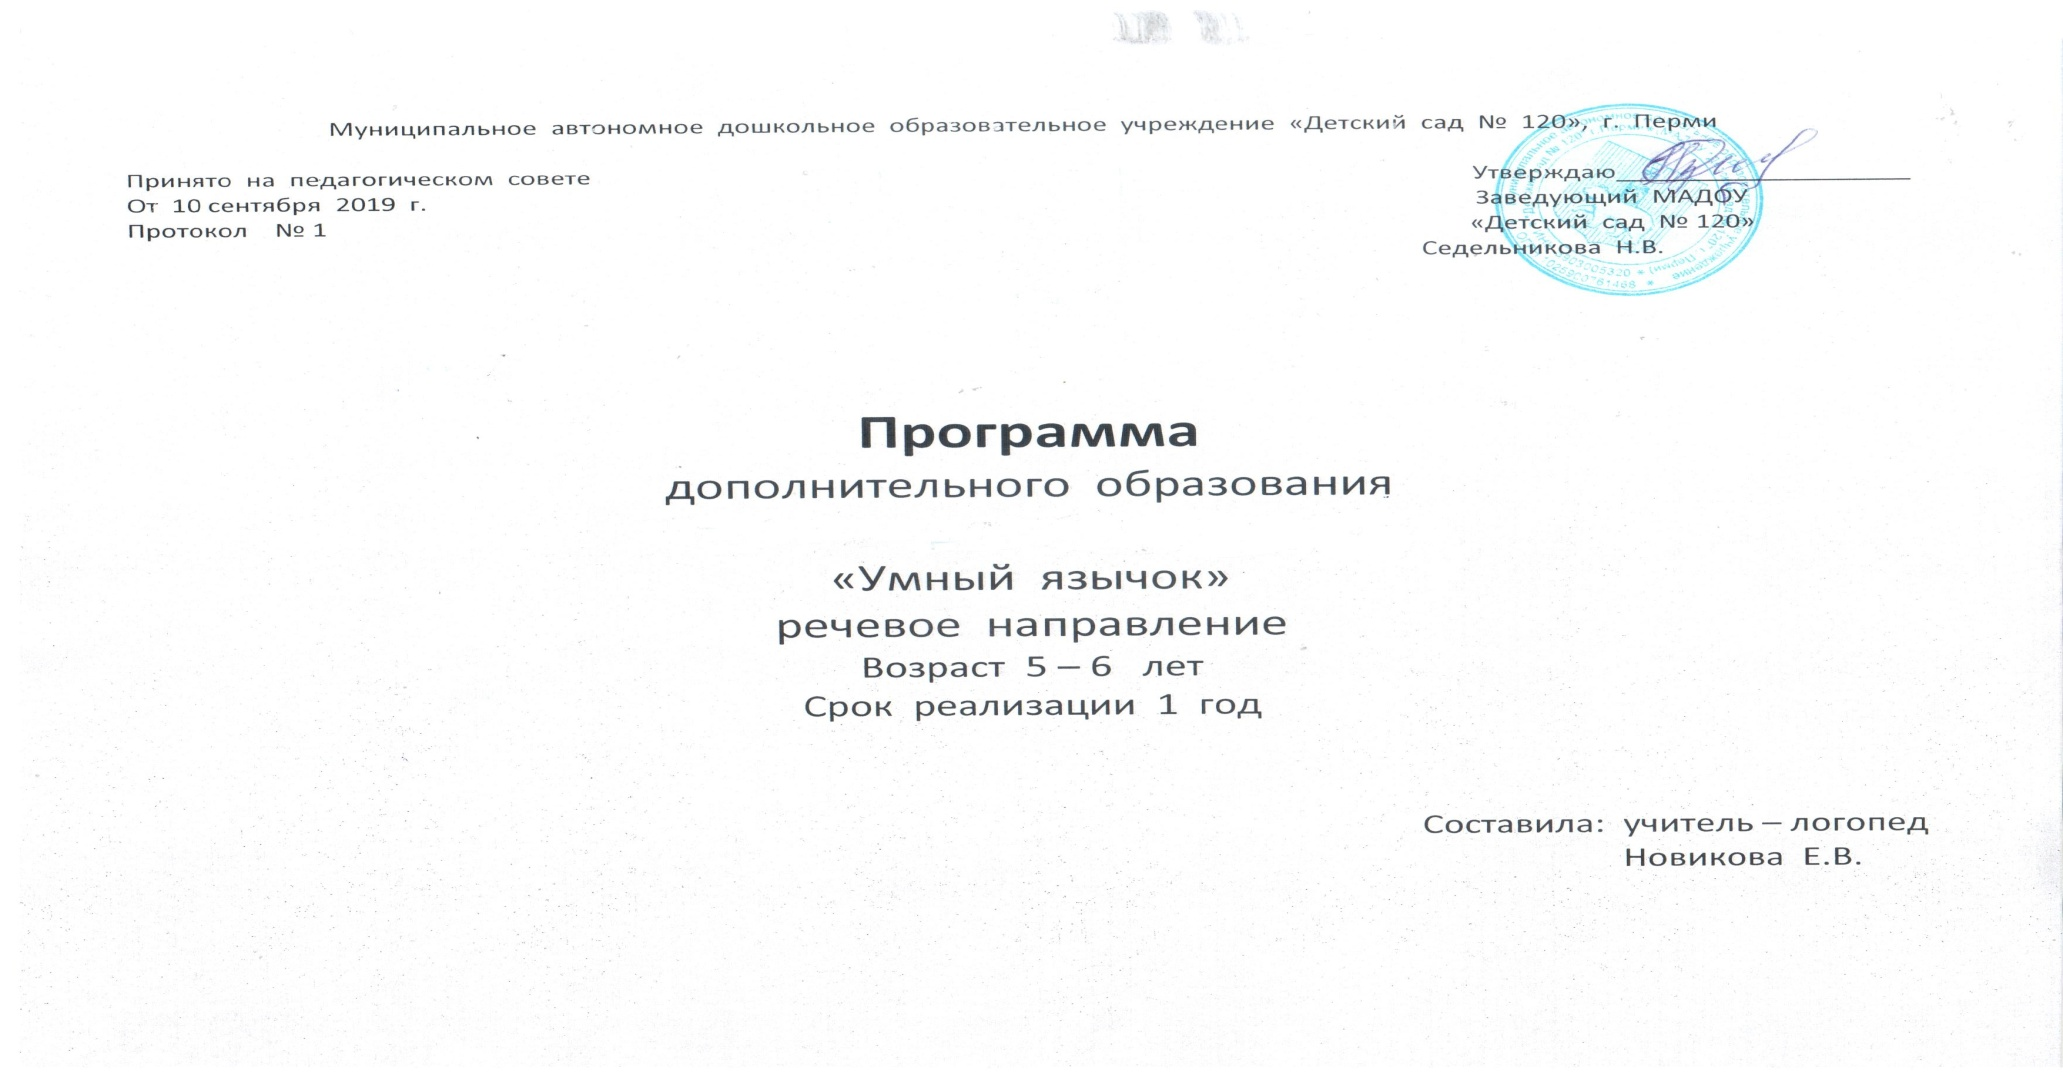 Муниципальное автономное дошкольное образовательное учреждение «Детский сад № 120», г. Перми
Принято на педагогическом совете
От 10 сентября 2019 г.
Протокол № 1
Утверждаю
Заведующий МАДОУ
«Детский сад № 120»
Седельникова Н.В.
Программа
дополнительного образования
«Умный язычок»
речевое направление
Возраст 5 – 6 лет
Срок реализации 1 год
Составила: учитель – логопед
Новикова Е.В.